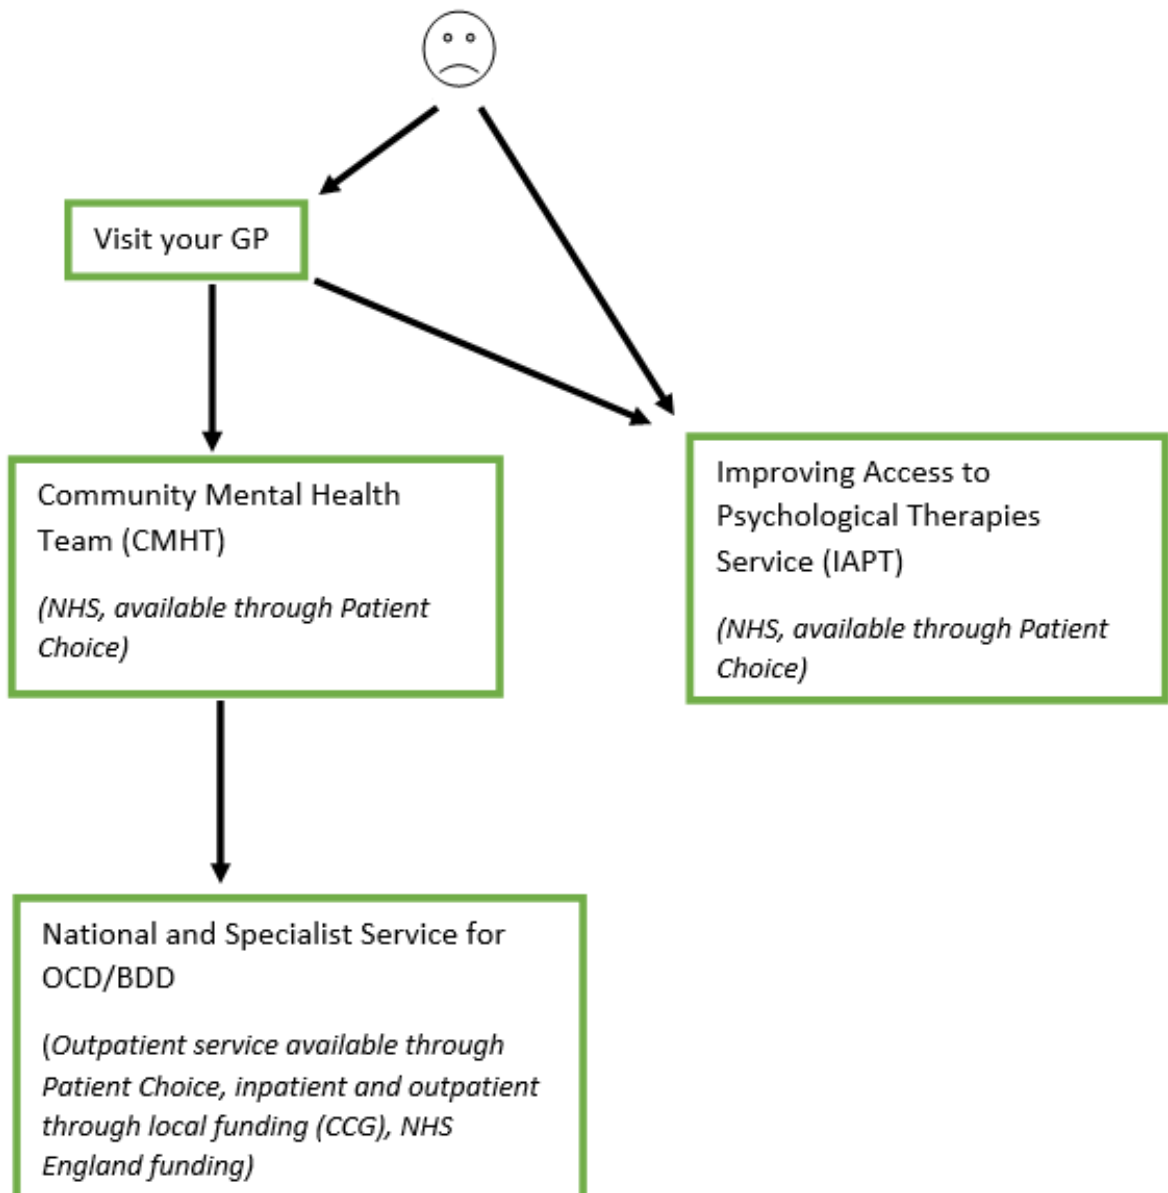 Visit your GP
Community Mental Health
Team (CMHT)
(NHS, available through Patient
Choice)
Improving Access to
Psychological Therapies
Service (IAPT)
(NHS, available through Patient
Choice)
National and Specialist Service for
OCD/BDD
(Outpatient service available through
Patient Choice, inpatient and outpatient
through local funding (CCG), NHS
England funding)